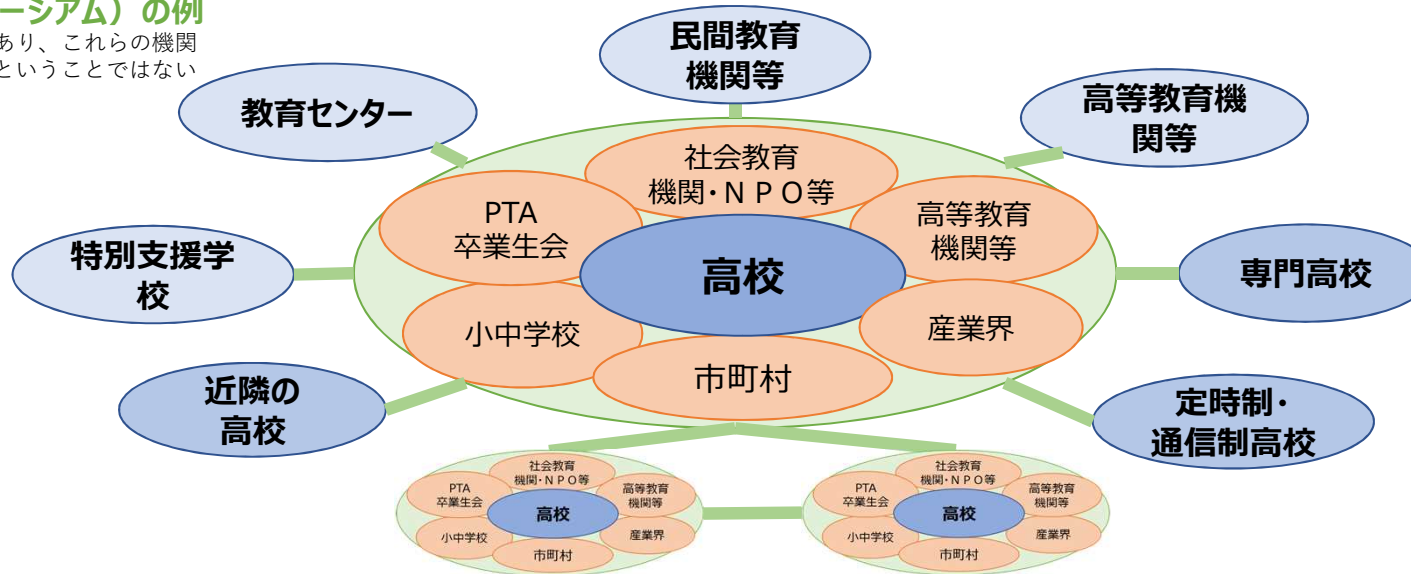 ーシアム）の例
あり、これらの機関
ということではない
民間教育
機関等
教育センター
高等教育機
関等
社会教育
機関・ＮＰＯ等
PTA
卒業生会
高等教育
機関等
特別支援学
校
高校
専門高校
小中学校
産業界
市町村
近隣の
高校
定時制・
通信制高校
社会教育
機関・ＮＰＯ等
PTA
卒業生会
高等教育
機関等
高校
小中学校
産業界
市町村
社会教育
機関・ＮＰＯ等
PTA
卒業生会
高等教育
機関等
高校
小中学校
産業界
市町村